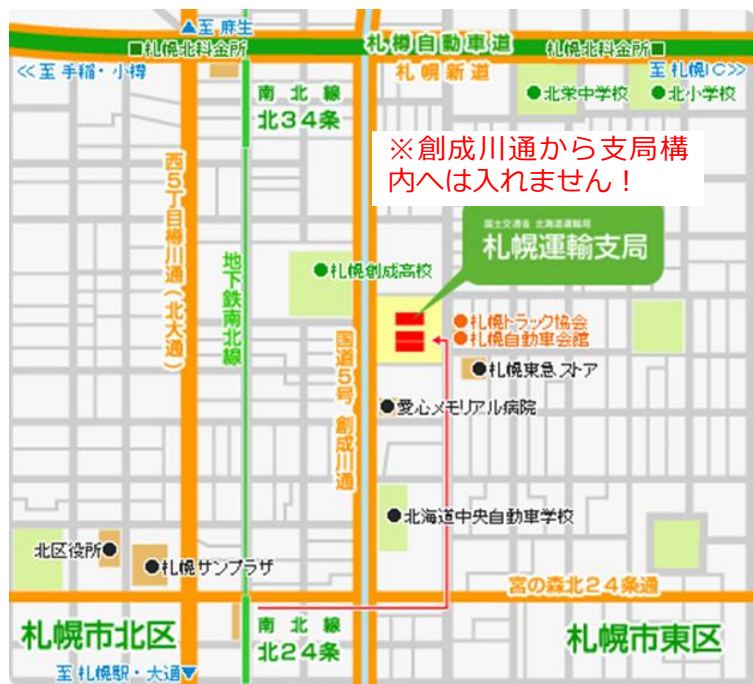 ▲至 麻生
■札幌北料金所
札樽自動車道
札幌北料金所■
<<至 手稲・小樽
札幌新道
至 札幌IC>>
南北線
北34条
●北栄中学校
●北小学校
※創成川通から支局構
内へは入れません！
西5丁目樽川通(北大通)
地下鉄南北線
国土交通省 北海道運輸局
札幌運輸支局
●札幌創成高校
国道5号 創成川通
●札幌トラック協会
●札幌自動車会館
●札幌東急ストア
●愛心メモリアル病院
●北海道中央自動車学校
北区役所●
●札幌サンプラザ
宮の森北24条通
札幌市北区
南北線
北24条
札幌市東区
至 札幌駅・大通▼